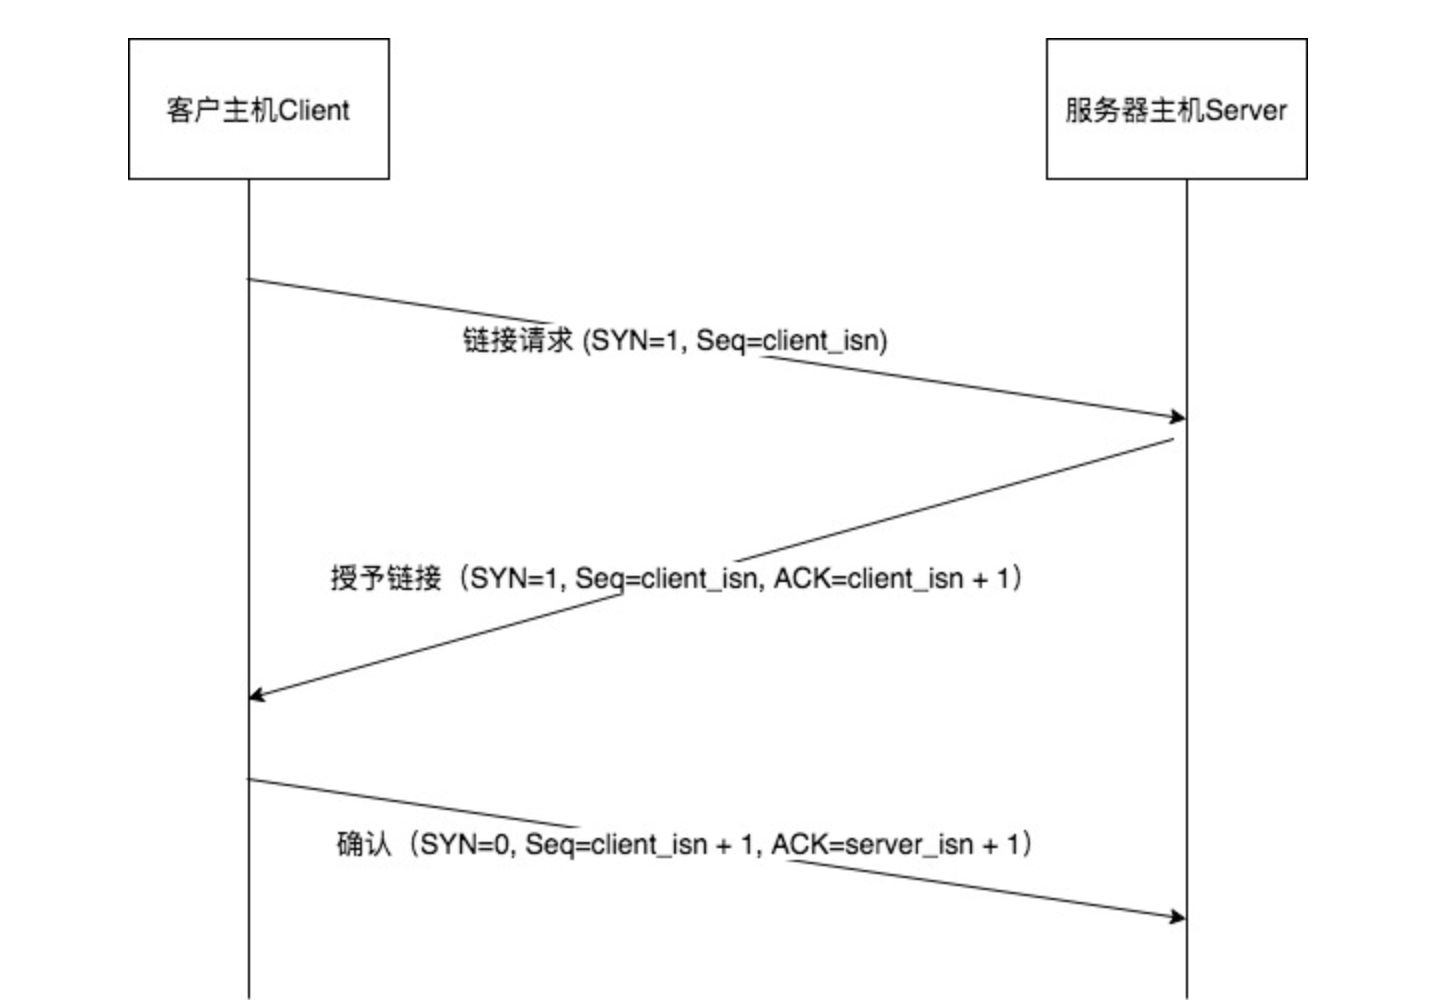 客户主机Client
服务器主机Server
链接请求 (SYN=1, Seq=client_isn)
授予链接（SYN=1, Seq=client_isn, ACK=client_isn + 1）
确认（SYN=0, Seq=client_isn + 1, ACK=server_isn + 1）